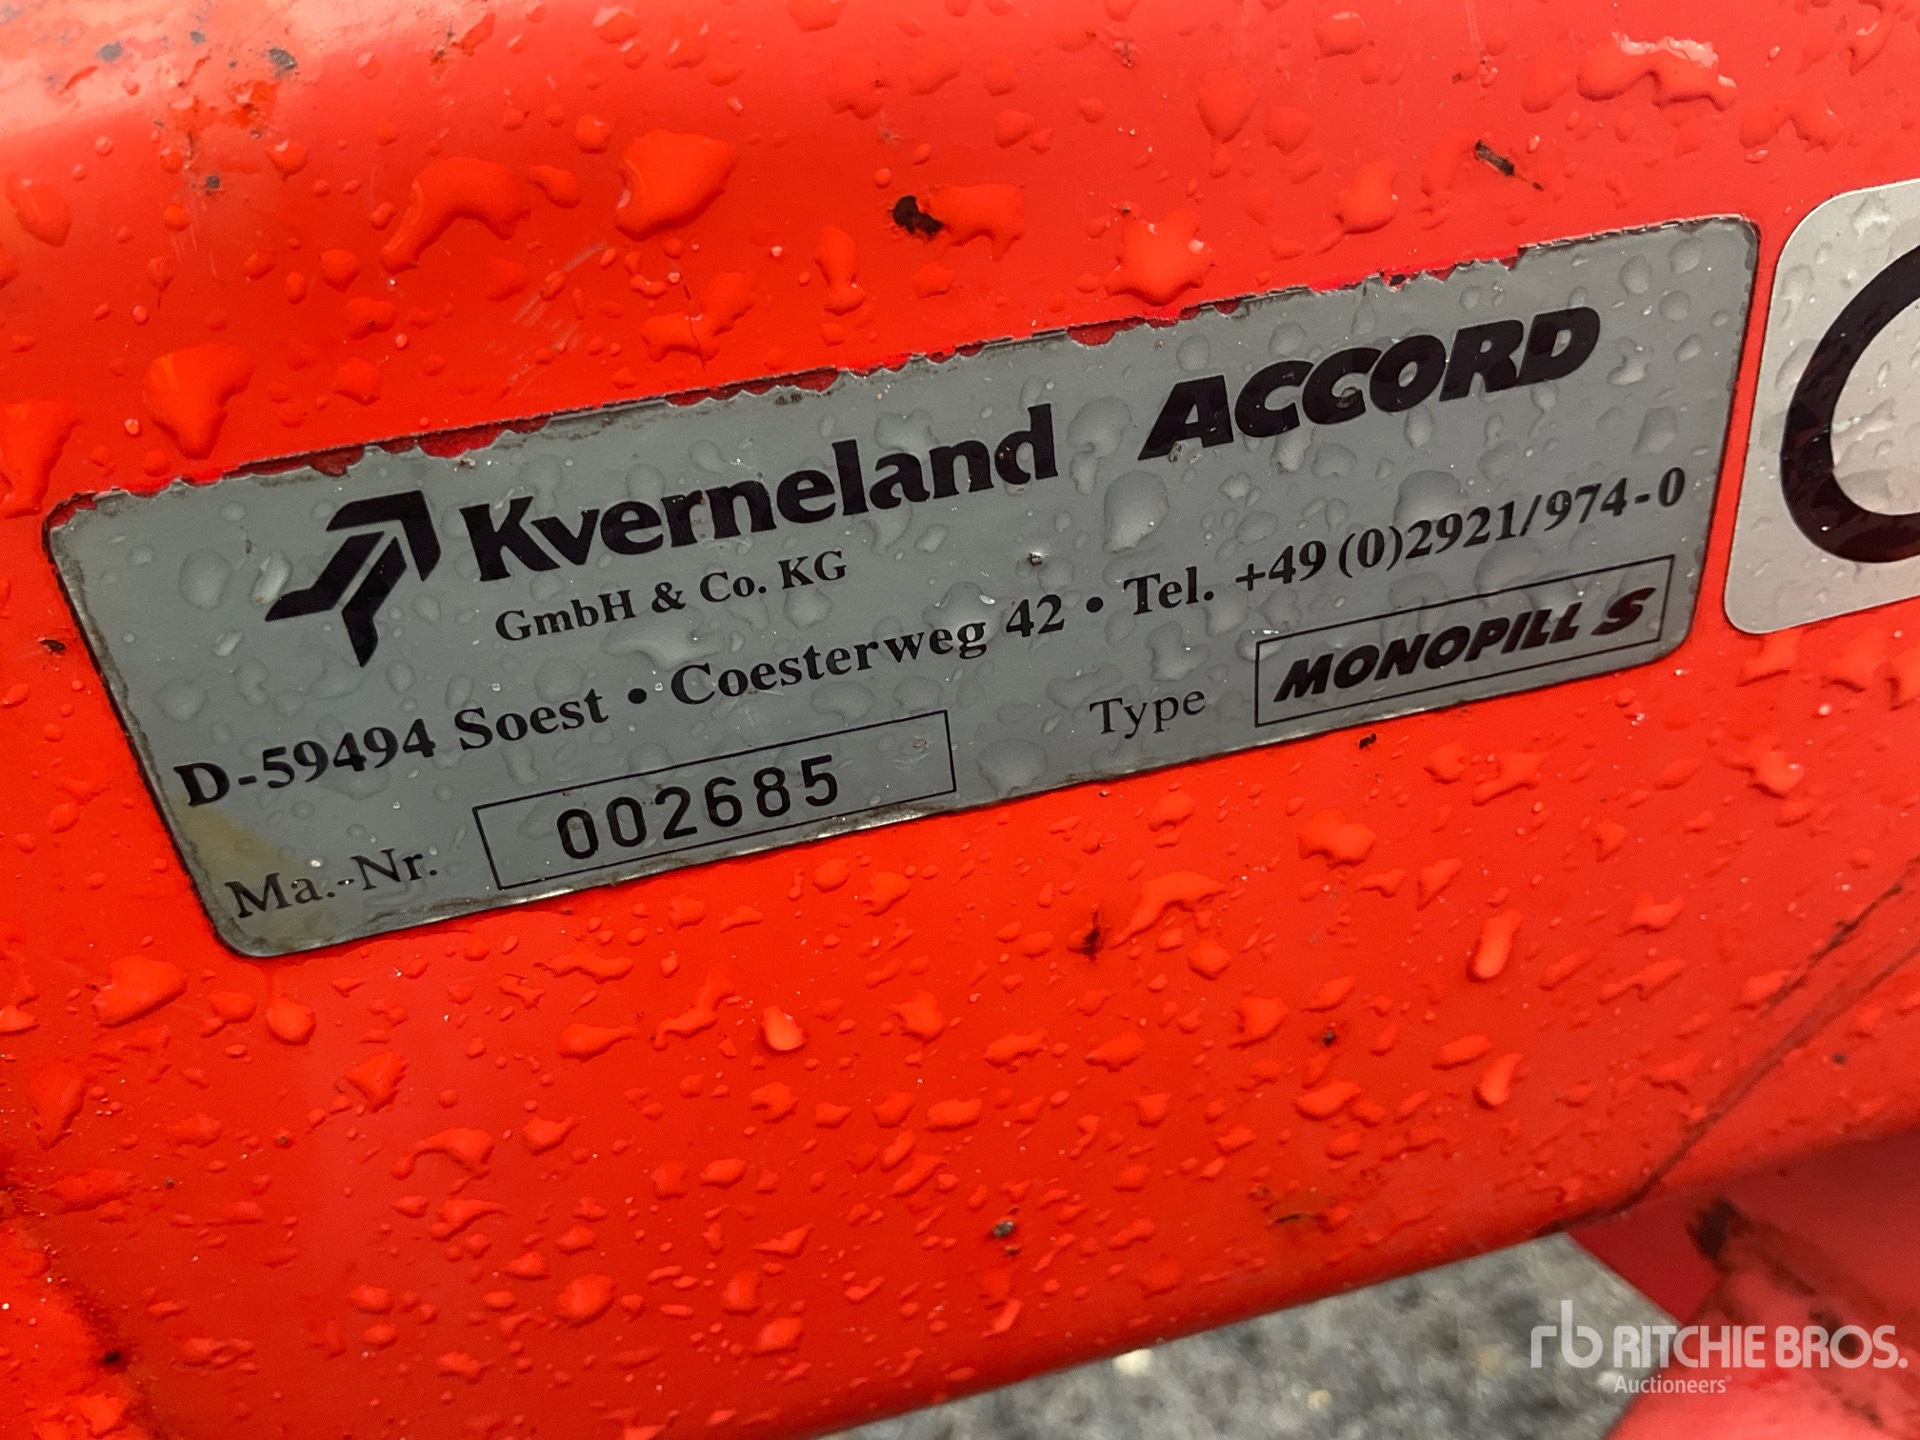 Kverneland ACCORD
GmbH & Co. KG
D-59494 Soest • Coesterweg 42 • Tel. +49 (0)2921/974-0
Ma.-Nr. 002685 Type MONOPILL S
rb RITCHIE BROS.
Auctioneers